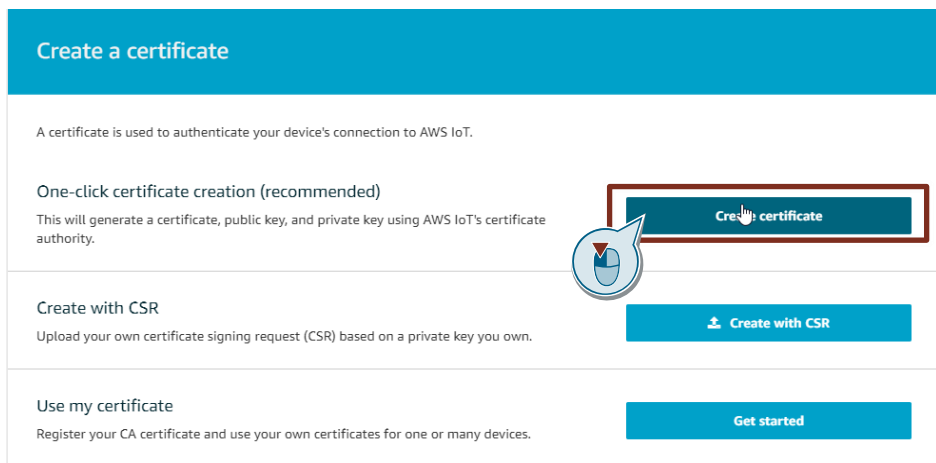 Create a certificate
A certificate is used to authenticate your device's connection to AWS IoT.
One-click certificate creation (recommended)
This will generate a certificate, public key, and private key using AWS IoT's certificate
authority.
Create certificate
Create with CSR
Upload your own certificate signing request (CSR) based on a private key you own.
Create with CSR
Use my certificate
Register your CA certificate and use your own certificates for one or many devices.
Get started